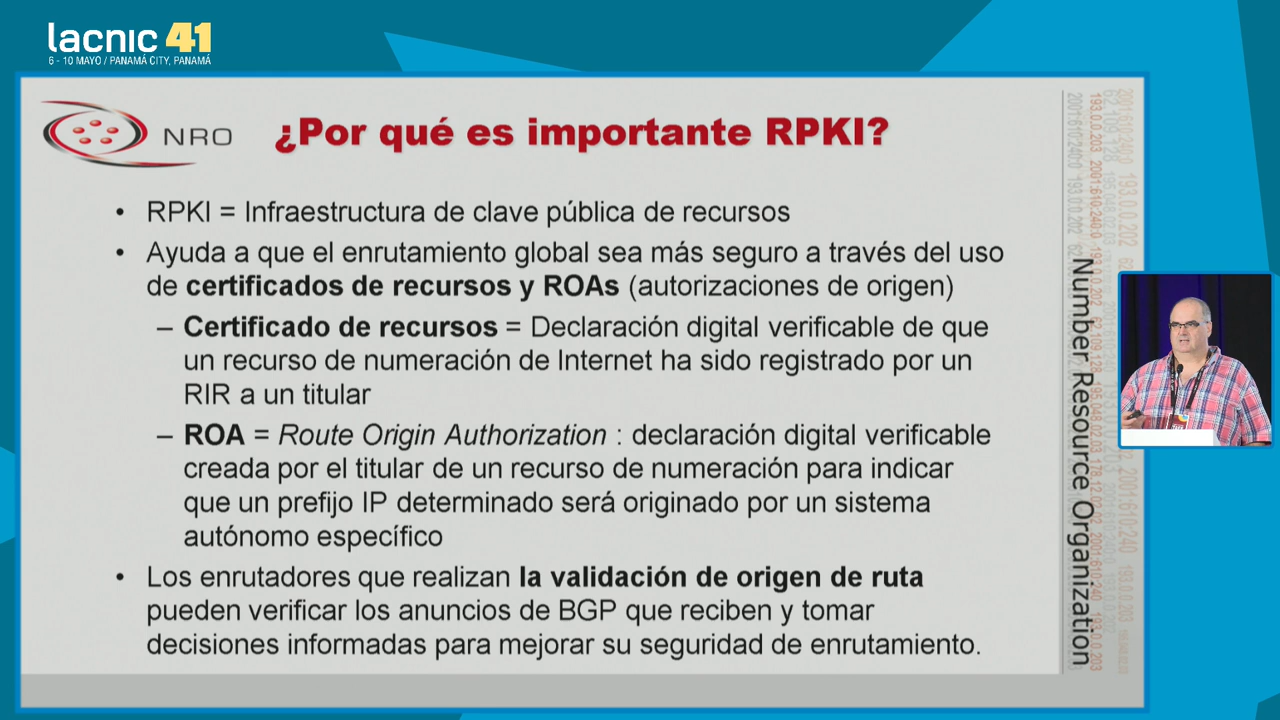 lacnic 41
6 - 10 MAYO / PANAMÁ CITY, PANAMÁ
NRO
¿Por qué es importante RPKI?
• RPKI = Infraestructura de clave pública de recursos
• Ayuda a que el enrutamiento global sea más seguro a través del uso
de certificados de recursos y ROAs (autorizaciones de origen)
– Certificado de recursos = Declaración digital verificable de que
un recurso de numeración de Internet ha sido registrado por un
RIR a un titular
– ROA = Route Origin Authorization : declaración digital verificable
creada por el titular de un recurso de numeración para indicar
que un prefijo IP determinado será originado por un sistema
autónomo específico
• Los enrutadores que realizan la validación de origen de ruta
pueden verificar los anuncios de BGP que reciben y tomar
decisiones informadas para mejorar su seguridad de enrutamiento.
Number Resource Organization